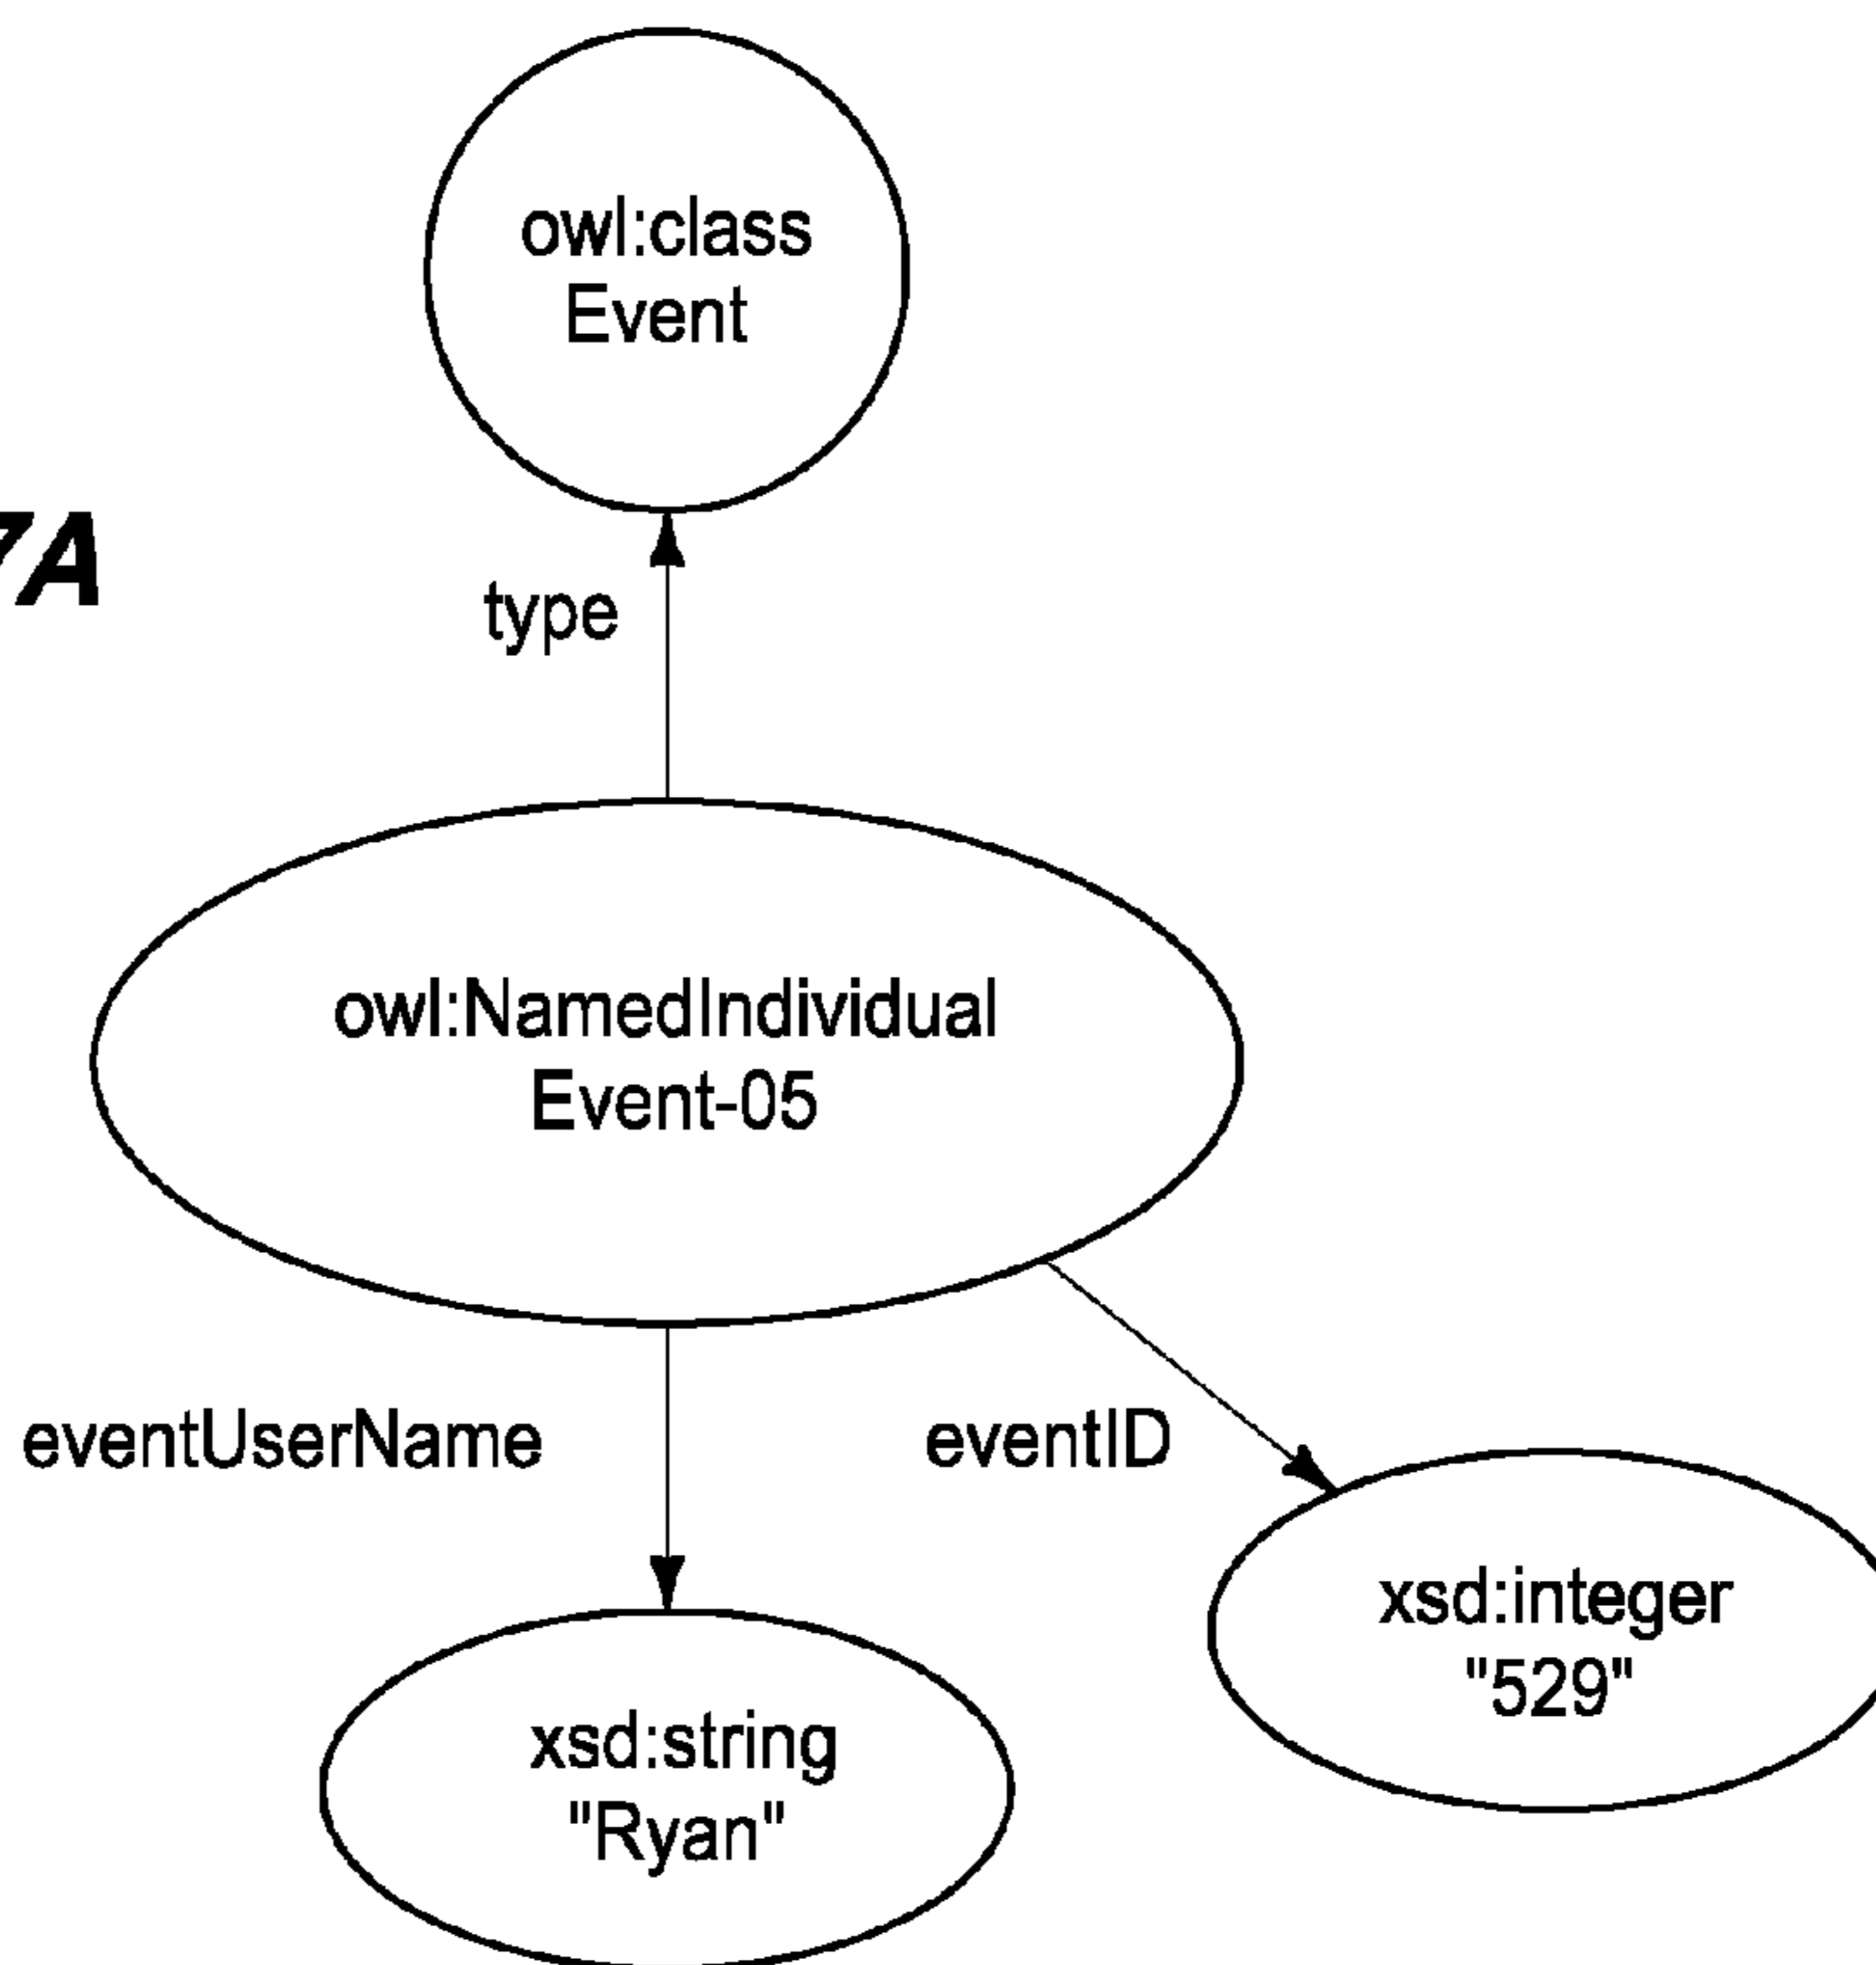 owl:class
Event
7A
type
owl:NamedIndividual
Event-05
eventUserName
eventID
xsd:integer
"529"
xsd:string
"Ryan"